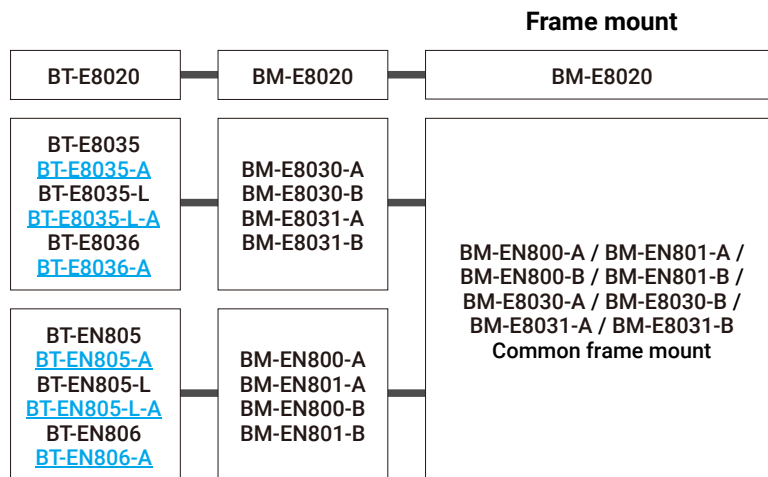 Frame mount
BT-E8020
BM-E8020
BM-E8020
BT-E8035
BT-E8035-A
BT-E8035-L
BT-E8035-L-A
BT-E8036
BT-E8036-A
BM-E8030-A
BM-E8030-B
BM-E8031-A
BM-E8031-B
BM-EN800-A / BM-EN801-A /
BM-EN800-B / BM-EN801-B /
BM-E8030-A / BM-E8030-B /
BM-E8031-A / BM-E8031-B
Common frame mount
BT-EN805
BT-EN805-A
BT-EN805-L
BT-EN805-L-A
BT-EN806
BT-EN806-A
BM-EN800-A
BM-EN801-A
BM-EN800-B
BM-EN801-B